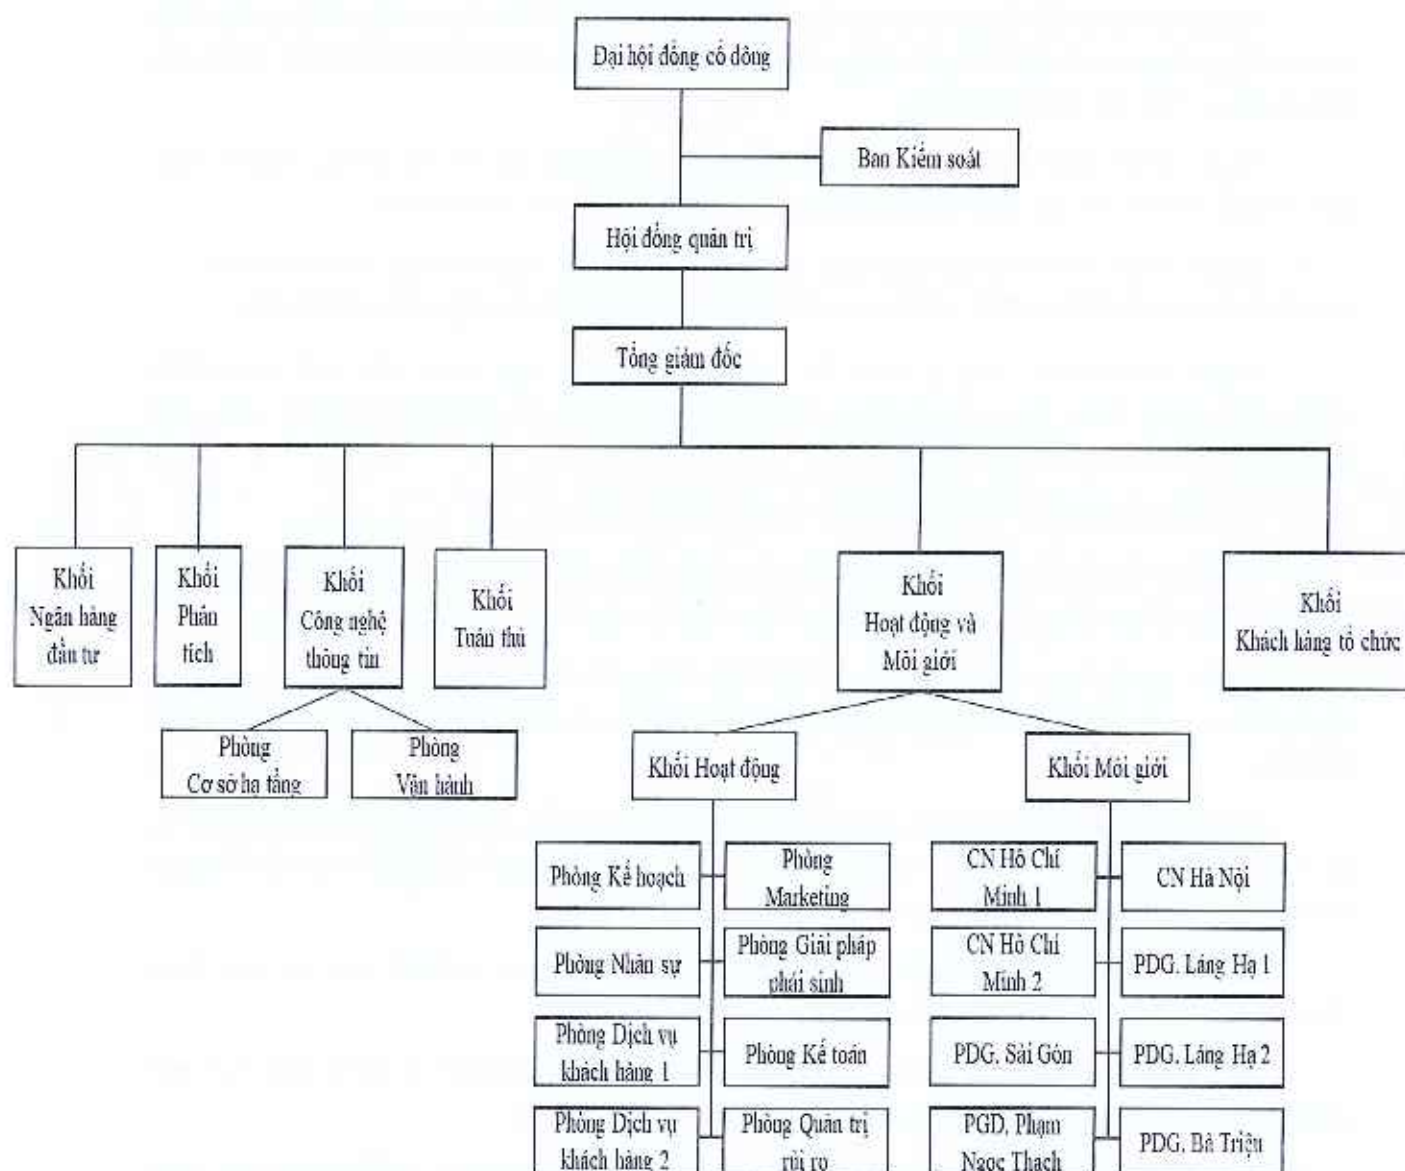 Đại hội đồng cổ đông
Ban Kiểm soát
Hội đồng quản trị
Tổng giám đốc
Khối
Ngân hàng
đầu tư
Khối
Phân
tích
Khối
Công nghệ
thông tin
Khối
Tuân thủ
Khối
Hoạt động và
Môi giới
Khối
Khách hàng tổ chức
Phòng
Cơ sở hạ tầng
Phòng
Vận hành
Khối Hoạt động
Khối Môi giới
Phòng Kế hoạch
Phòng
Marketing
CN Hồ Chí
Minh 1
CN Hà Nội
Phòng Nhân sự
Phòng Giải pháp
phái sinh
CN Hồ Chí
Minh 2
PDG. Láng Hạ 1
Phòng Dịch vụ
khách hàng 1
Phòng Kế toán
PDG. Sài Gòn
PDG. Láng Hạ 2
Phòng Dịch vụ
khách hàng 2
Phòng Quản trị
rủi ro
PGD. Phạm
Ngọc Thạch
PDG. Bà Triệu